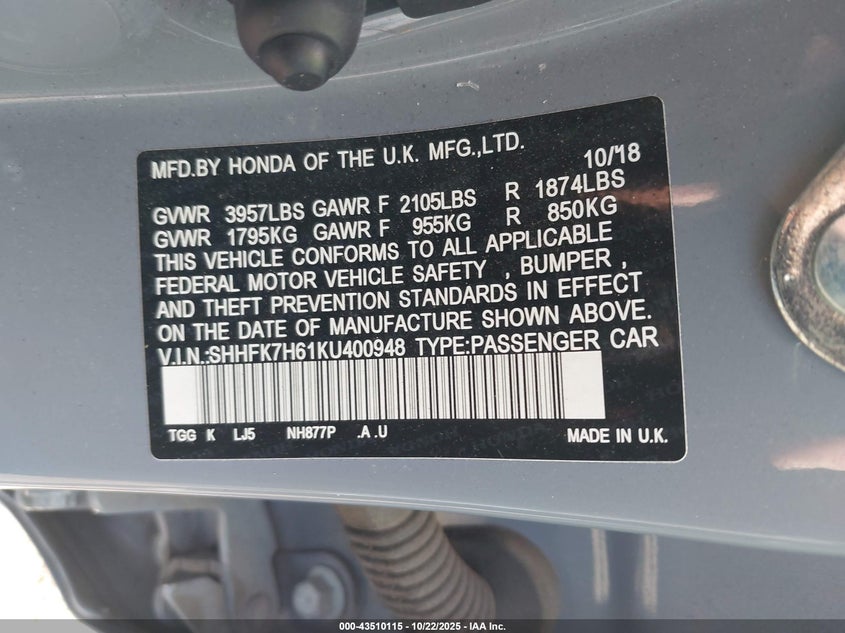 MFD.BY HONDA OF THE U.K. MFG.,LTD. 10/18
GVWR 3957LBS GAWR F 2105LBS R 1874LBS
GVWR 1795KG GAWR F 955KG R 850KG
THIS VEHICLE CONFORMS TO ALL APPLICABLE
FEDERAL MOTOR VEHICLE SAFETY , BUMPER ,
AND THEFT PREVENTION STANDARDS IN EFFECT
ON THE DATE OF MANUFACTURE SHOWN ABOVE.
V.I.N.:SHHFK7H61KU400948 TYPE:PASSENGER CAR
TGG K LJ5 NH877P .A .U MADE IN U.K.
000-43510115 - 10/22/2025 - IAA Inc.